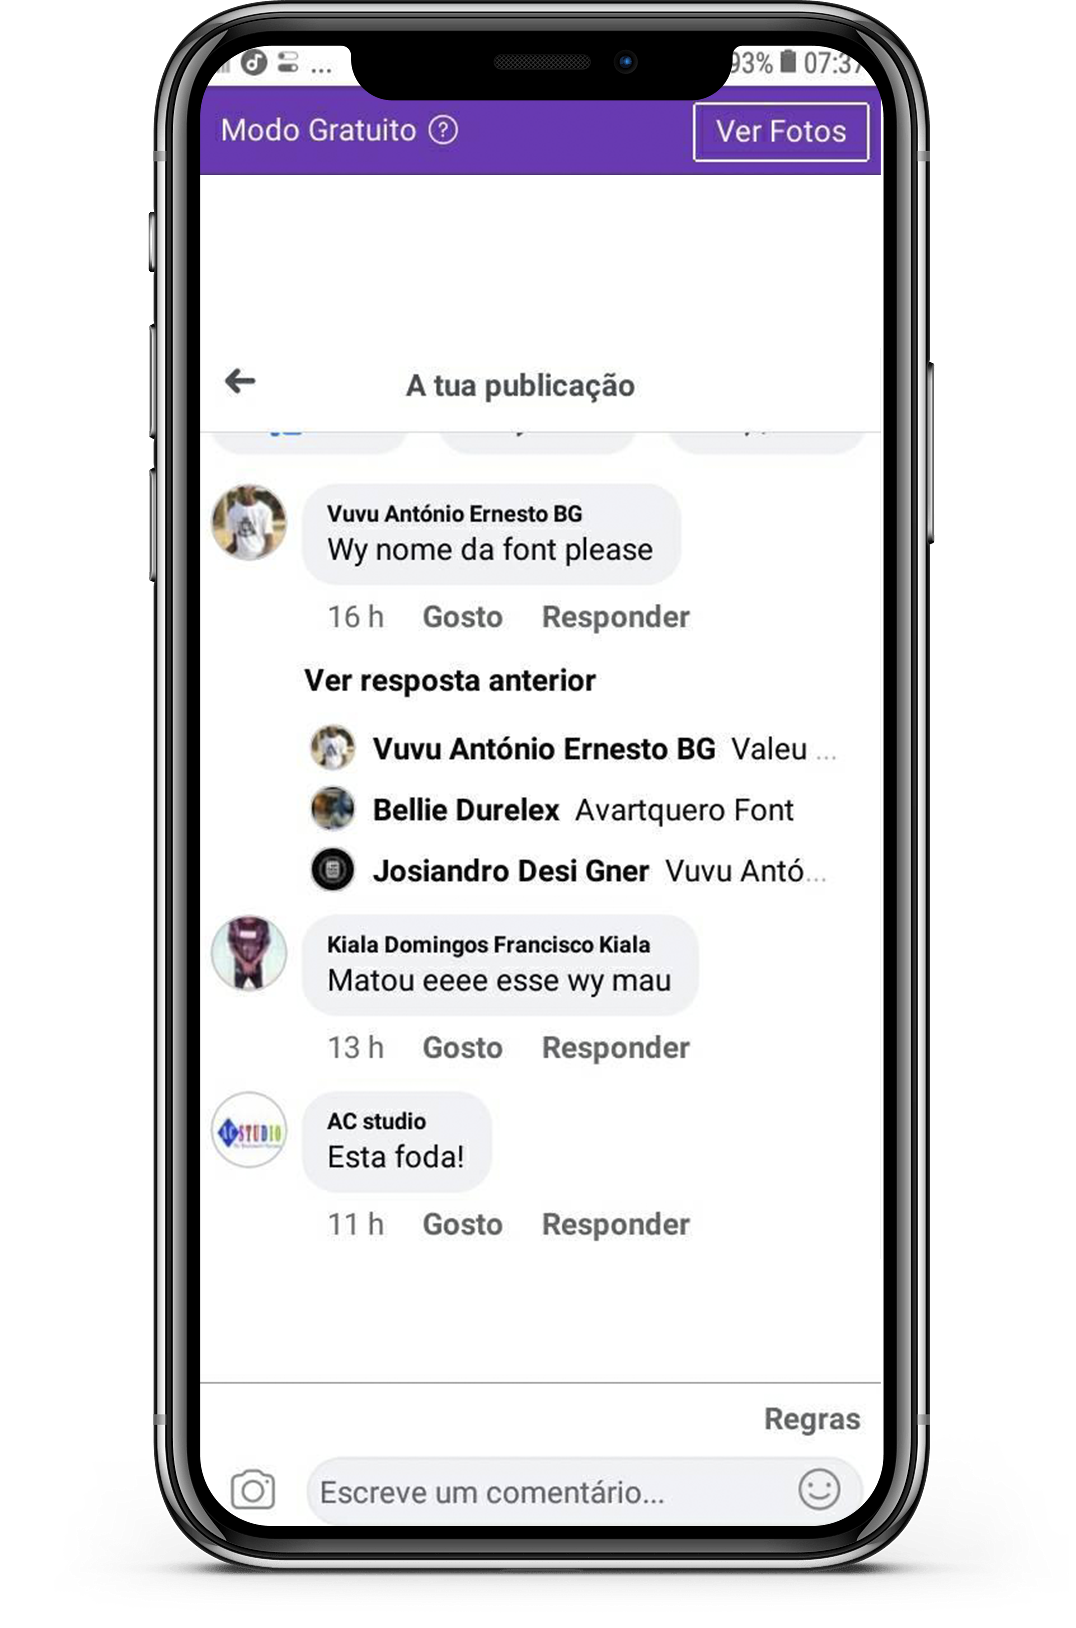 ... 93% 07:37
Modo Gratuito ? Ver Fotos
A tua publicação
Vuvu António Ernesto BG
Wy nome da font please
16 h Gosto Responder
Ver resposta anterior
Vuvu António Ernesto BG Valeu ...
Bellie Durelex Avartquero Font
Josiandro Desi Gner Vuvu Antó...
Kiala Domingos Francisco Kiala
Matou eeee esse wy mau
13 h Gosto Responder
AC STUDIO
AC studio
Esta foda!
11 h Gosto Responder
Regras
Escreve um comentário...